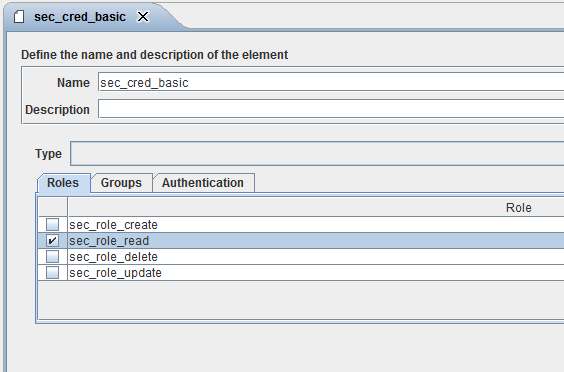 sec_cred_basic
Define the name and description of the element
Name sec_cred_basic
Description
Type
Roles Groups Authentication
Role
sec_role_create
sec_role_read
sec_role_delete
sec_role_update